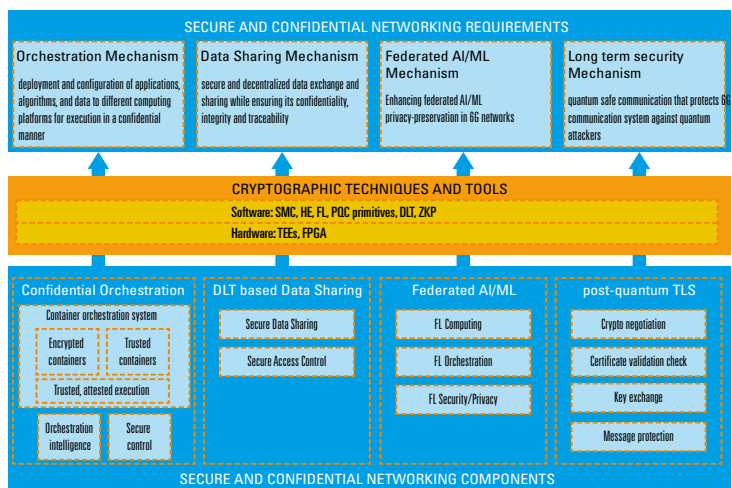 SECURE AND CONFIDENTIAL NETWORKING REQUIREMENTS
Orchestration Mechanism
deployment and configuration of applications,
algorithms, and data to different computing
platforms for execution in a confidential
manner
Data Sharing Mechanism
secure and decentralized data exchange and
sharing while ensuring its confidentiality,
integrity and traceability
Federated AI/ML
Mechanism
Enhancing federated AI/ML
privacy-preservation in 6G networks
Long term security
Mechanism
quantum safe communication that protects 6G
communication system against quantum
attackers
CRYPTOGRAPHIC TECHNIQUES AND TOOLS
Software: SMC, HE, FL, PQC primitives, DLT, ZKP
Hardware: TEEs, FPGA
Confidential Orchestration
Container orchestration system
Encrypted
containers
Trusted
containers
Trusted, attested execution
Orchestration
intelligence
Secure
control
DLT based Data Sharing
Secure Data Sharing
Secure Access Control
Federated AI/ML
FL Computing
FL Orchestration
FL Security/Privacy
post-quantum TLS
Crypto negotiation
Certificate validation check
Key exchange
Message protection
SECURE AND CONFIDENTIAL NETWORKING COMPONENTS